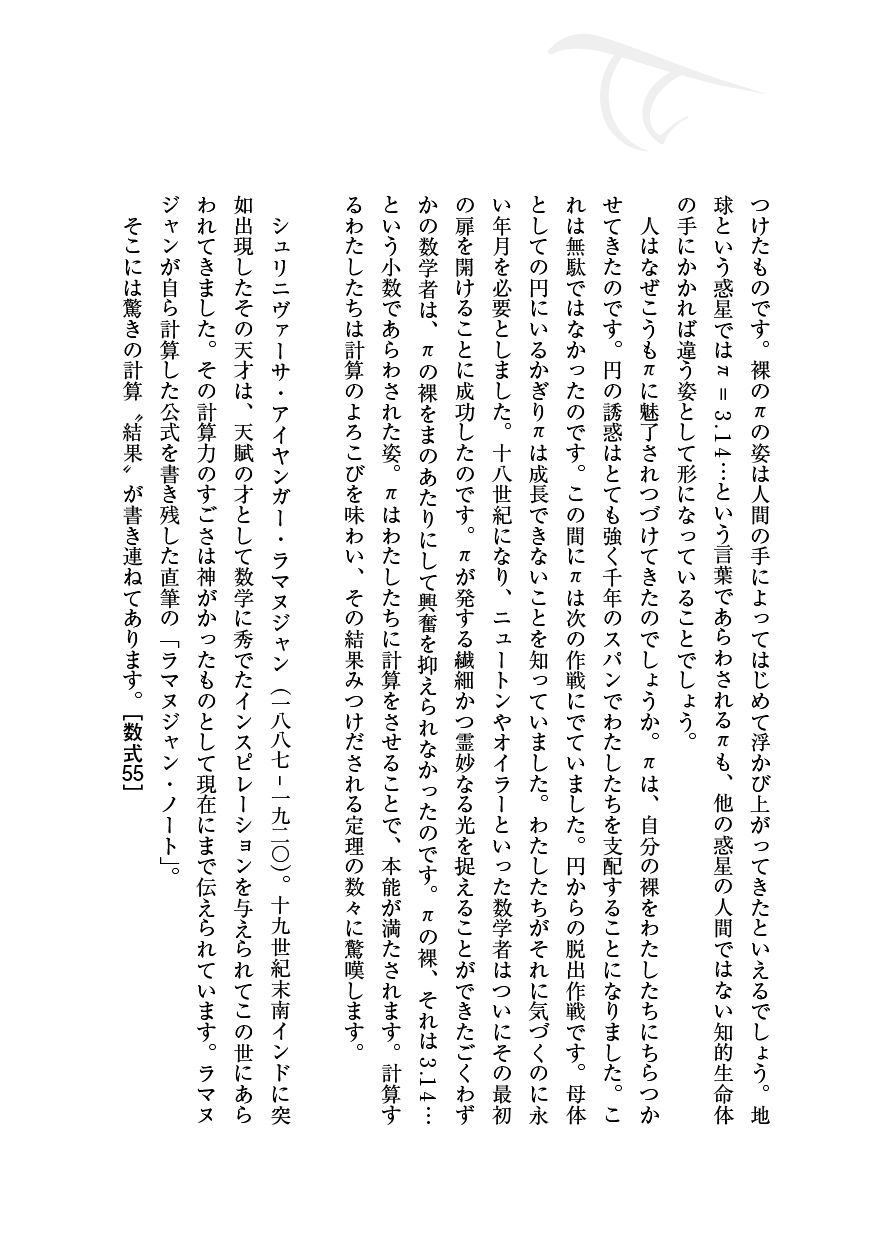 つけたものです。裸のπの姿は人間の手によってはじめて浮かび上がってきたといえるでしょう。地
球という惑星ではπ＝3.14…という言葉であらわされるπも、他の惑星の人間ではない知的生命体
の手にかかれば違う姿として形になっていることでしょう。
　人はなぜこうもπに魅了されつづけてきたのでしょうか。πは、自分の裸をわたしたちにちらつか
せてきたのです。円の誘惑はとても強く千年のスパンでわたしたちを支配することになりました。こ
れは無駄ではなかったのです。この間にπは次の作戦にでていました。円からの脱出作戦です。母体
としての円にいるかぎりπは成長できないことを知っていました。わたしたちがそれに気づくのに永
い年月を必要としました。十八世紀になり、ニュートンやオイラーといった数学者はついにその最初
の扉を開けることに成功したのです。πが発する繊細かつ霊妙なる光を捉えることができたごくわず
かの数学者は、πの裸をまのあたりにして興奮を抑えられなかったのです。πの裸、それは3.14…
という小数であらわされた姿。πはわたしたちに計算をさせることで、本能が満たされます。計算す
るわたしたちは計算のよろこびを味わい、その結果みつけだされる定理の数々に驚嘆します。
　シュリニヴァーサ・アイヤンガー・ラマヌジャン（一八八七-一九二〇）。十九世紀末南インドに突
如出現したその天才は、天賦の才として数学に秀でたインスピレーションを与えられてこの世にあら
われてきました。その計算力のすごさは神がかったものとして現在にまで伝えられています。ラマヌ
ジャンが自ら計算した公式を書き残した直筆の「ラマヌジャン・ノート」。
　そこには驚きの計算〝結果〟が書き連ねてあります。［数式55］
π